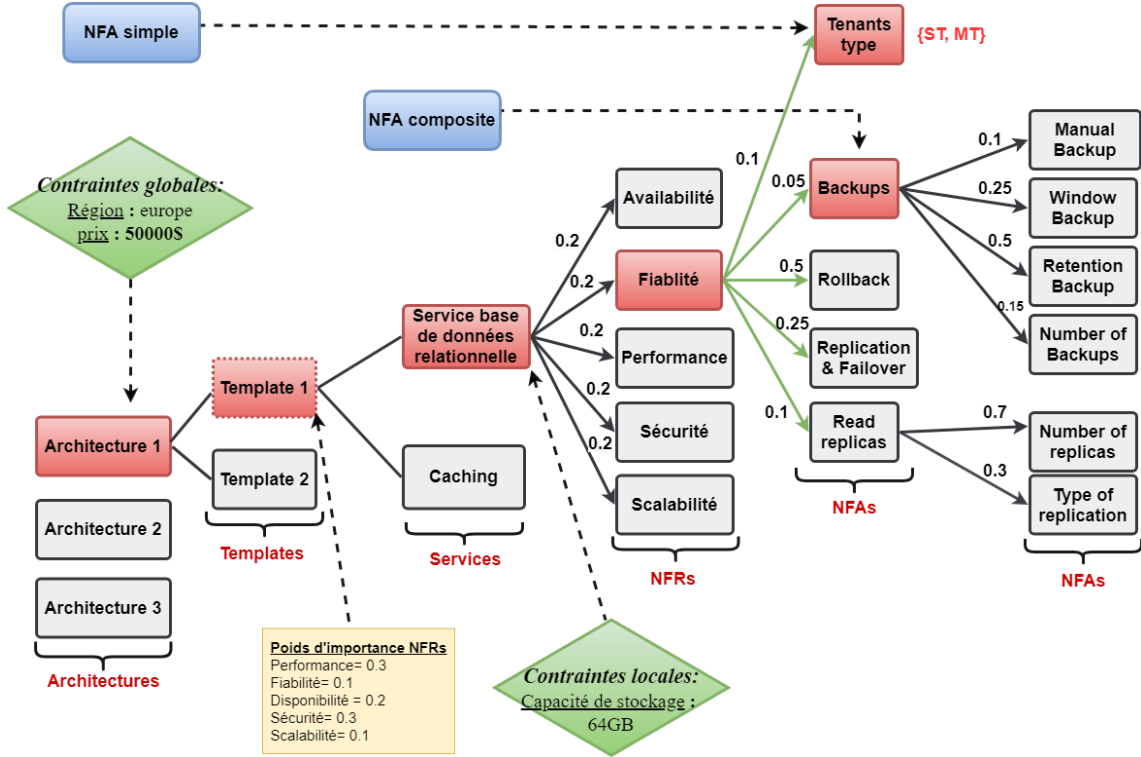 NFA simple
Tenants
type
{ST, MT}
NFA composite
Contraintes globales:
Région : europe
prix : 50000$
0.1
0.05
Backups
0.1
0.25
0.5
0.15
Manual
Backup
Window
Backup
Retention
Backup
Number of
Backups
Availabilité
0.2
0.2
0.2
0.2
0.2
Fiablité
0.5
Rollback
0.25
Replication
& Failover
0.1
Read
replicas
0.7
0.3
Number of
replicas
Type of
replication
Performance
Sécurité
Scalabilité
Service base
de données
relationnelle
Caching
Template 1
Template 2
Architecture 1
Architecture 2
Architecture 3
Architectures
Templates
Services
NFRs
NFAs
NFAs
Poids d'importance NFRs
Performance= 0.3
Fiabilité= 0.1
Disponibilité = 0.2
Sécurité= 0.3
Scalabilité= 0.1
Contraintes locales:
Capacité de stockage :
64GB